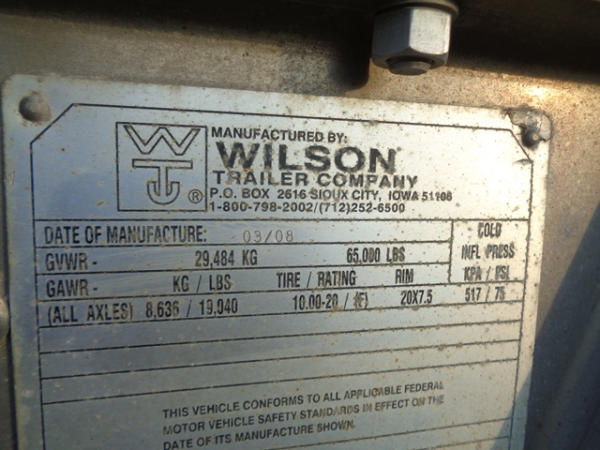 MANUFACTURED BY:
WILSON
TRAILER COMPANY
P.O. BOX 2616 SIOUX CITY, IOWA 51106
1-800-798-2002/(712)252-6500
WTC ®
DATE OF MANUFACTURE: 03/08
COLD
GVWR - 29,484 KG 65,000 LBS
INFL PRESS
GAWR - KG / LBS TIRE / RATING RIM KPA / PSI
(ALL AXLES) 8,636 / 19,040 10.00-20 / (F) 20X7.5 517 / 75
THIS VEHICLE CONFORMS TO ALL APPLICABLE FEDERAL
MOTOR VEHICLE SAFETY STANDARDS IN EFFECT ON THE
DATE OF ITS MANUFACTURE SHOWN.